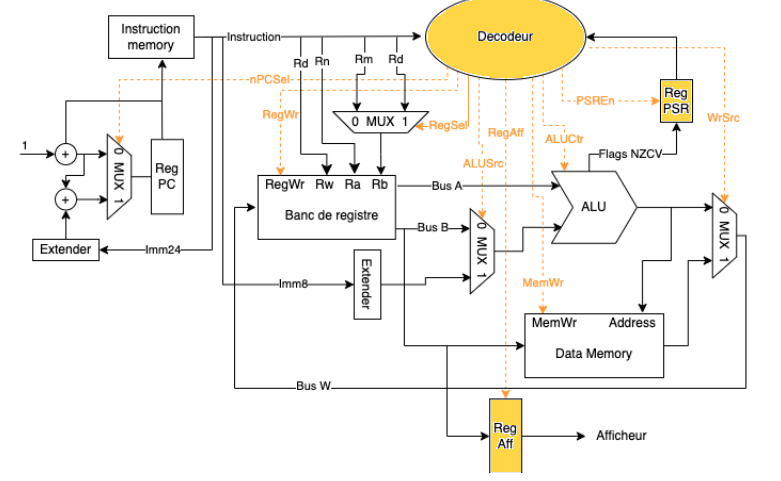 Instruction
memory
Instruction
Decodeur
Rd
Rn
Rm
Rd
nPCSel
RegWr
0 MUX 1
RegSel
RegAff
ALUSrc
ALUCtr
PSREn
Reg
PSR
WrSrc
Flags NZCV
1
+
+
0 MUX 1
Reg
PC
Extender
Imm24
RegWr
Rw
Ra
Rb
Banc de registre
Bus A
Bus B
0 MUX 1
ALU
0 MUX 1
Imm8
Extender
MemWr
MemWr
Address
Data Memory
Bus W
Reg
Aff
Afficheur